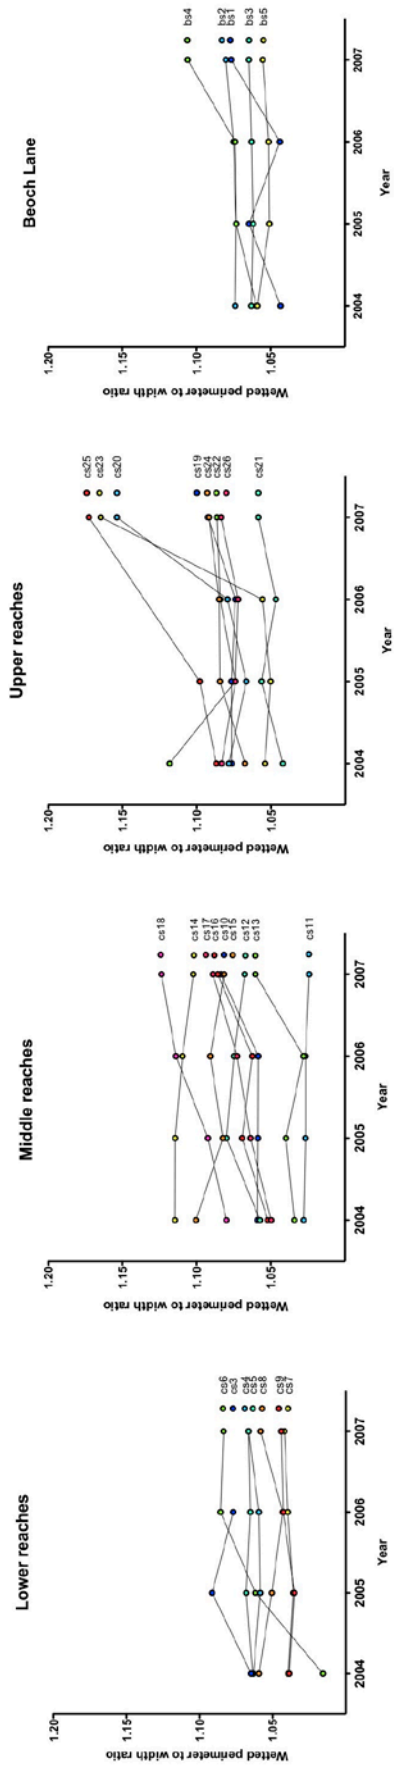 Lower reaches
Wetted perimeter to width ratio
1.20
1.15
1.10
1.05
cs6
cs3
cs4
cs5
cs8
cs9
cs7
2004 2005 2006 2007
Year
Middle reaches
Wetted perimeter to width ratio
1.20
1.15
1.10
1.05
cs18
cs14
cs17
cs16
cs10
cs15
cs12
cs13
cs11
2004 2005 2006 2007
Year
Upper reaches
Wetted perimeter to width ratio
1.20
1.15
1.10
1.05
cs25
cs23
cs20
cs19
cs24
cs22
cs26
cs21
2004 2005 2006 2007
Year
Beoch Lane
Wetted perimeter to width ratio
1.20
1.15
1.10
1.05
bs4
bs2
bs1
bs3
bs5
2004 2005 2006 2007
Year